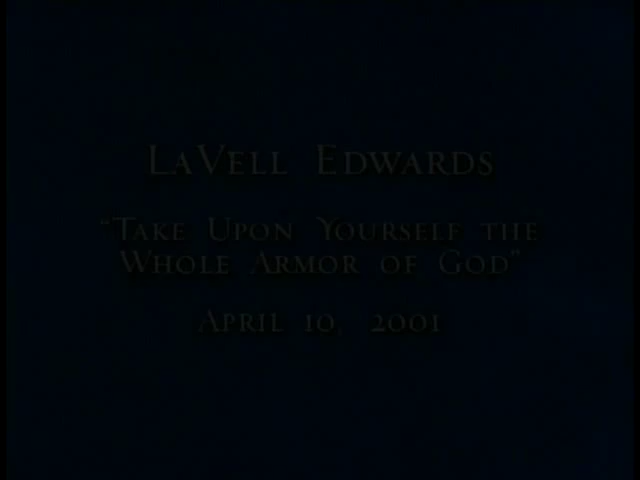 LaVell Edwards
"Take Upon Yourself the
Whole Armor of God"
April 10, 2001